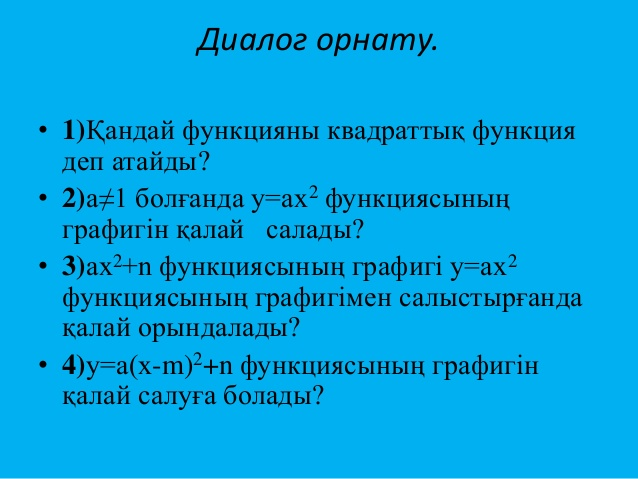 Диалог орнату.
• 1)Қандай функцияны квадраттық функция
деп атайды?
• 2)a≠1 болғанда y=ax² функциясының
графигін қалай салады?
• 3)ax²+n функциясының графигі y=ax²
функциясының графигімен салыстырғанда
қалай орындалады?
• 4)y=a(x-m)²+n функциясының графигін
қалай салуға болады?